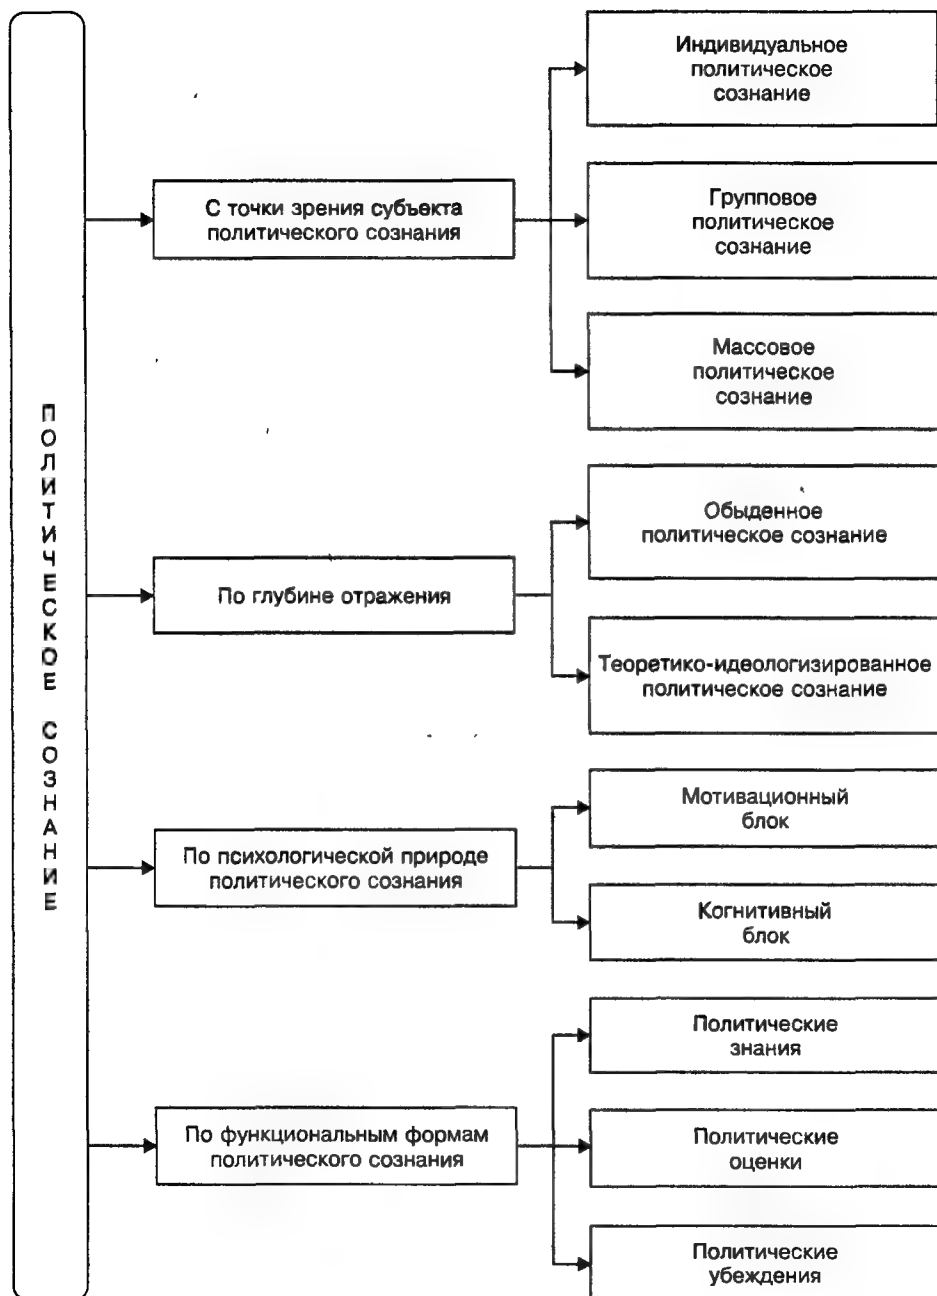 ПОЛИТИЧЕСКОЕ СОЗНАНИЕ
С точки зрения субъекта
политического сознания
Индивидуальное
политическое
сознание
Групповое
политическое
сознание
Массовое
политическое
сознание
По глубине отражения
Обыденное
политическое сознание
Теоретико-идеологизированное
политическое сознание
По психологической природе
политического сознания
Мотивационный
блок
Когнитивный
блок
По функциональным формам
политического сознания
Политические
знания
Политические
оценки
Политические
убеждения